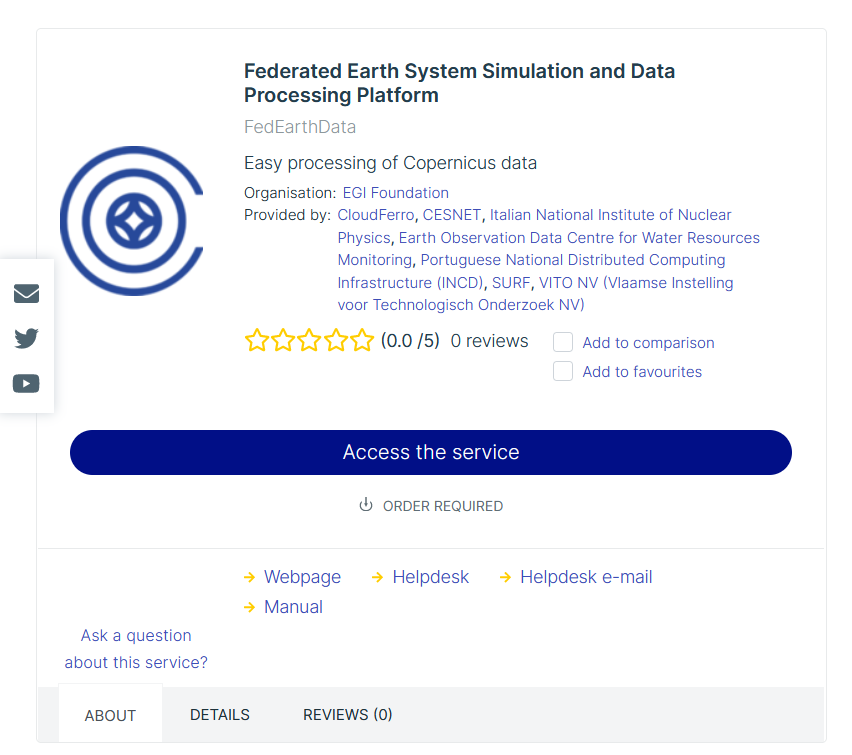 Federated Earth System Simulation and Data
Processing Platform
FedEarthData
Easy processing of Copernicus data
Organisation: EGI Foundation
Provided by: CloudFerro, CESNET, Italian National Institute of Nuclear
Physics, Earth Observation Data Centre for Water Resources
Monitoring, Portuguese National Distributed Computing
Infrastructure (INCD), SURF, VITO NV (Vlaamse Instelling
voor Technologisch Onderzoek NV)
(0.0 /5) 0 reviews
Add to comparison
Add to favourites
Access the service
ORDER REQUIRED
Webpage Helpdesk Helpdesk e-mail
Manual
Ask a question
about this service?
ABOUT DETAILS REVIEWS (0)